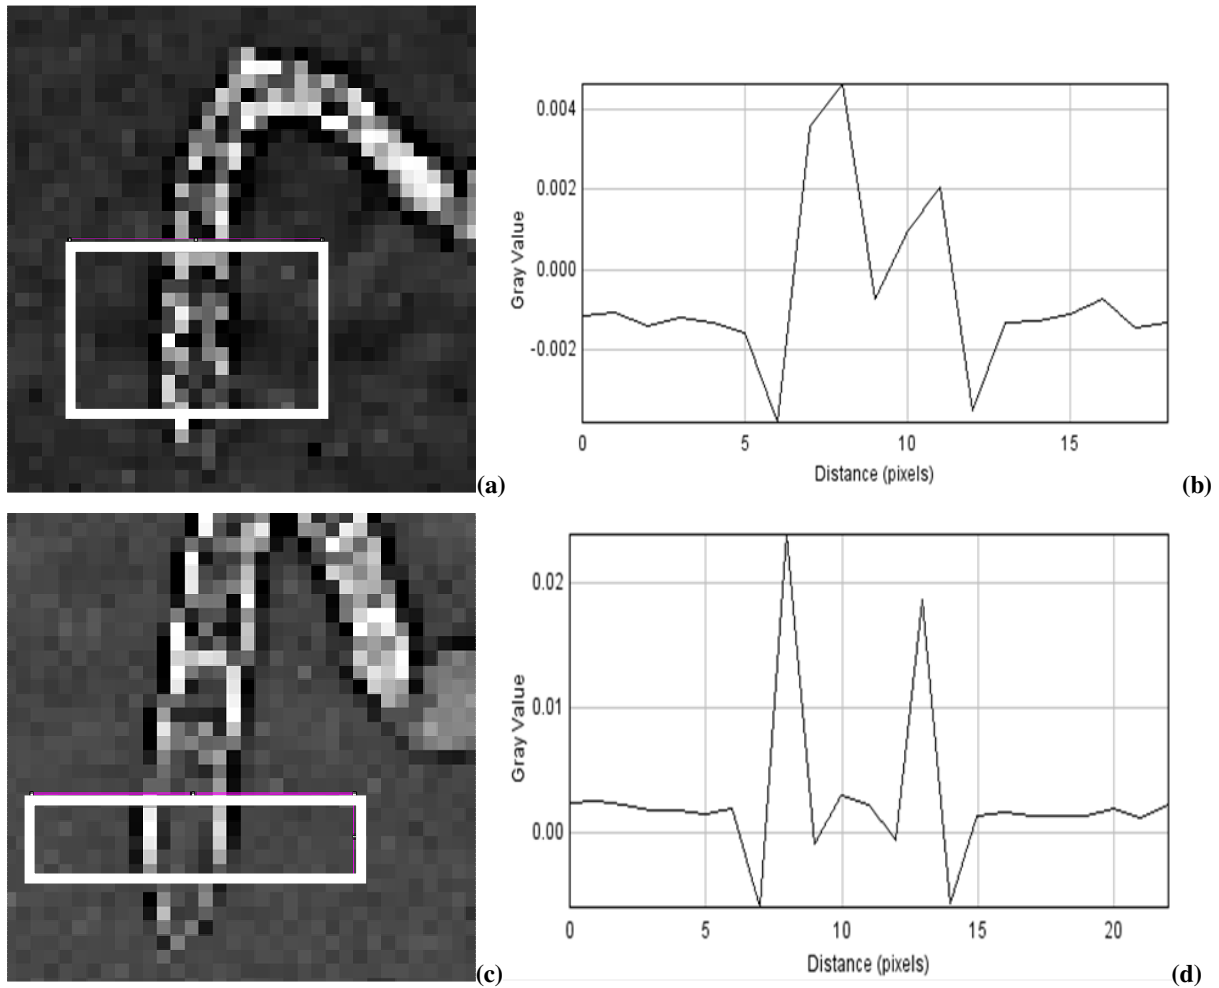 0.004
0.002
0.000
-0.002
Gray Value
0 5 10 15
Distance (pixels)
(a) (b)
0.02
0.01
0.00
Gray Value
0 5 10 15 20
Distance (pixels)
(c) (d)